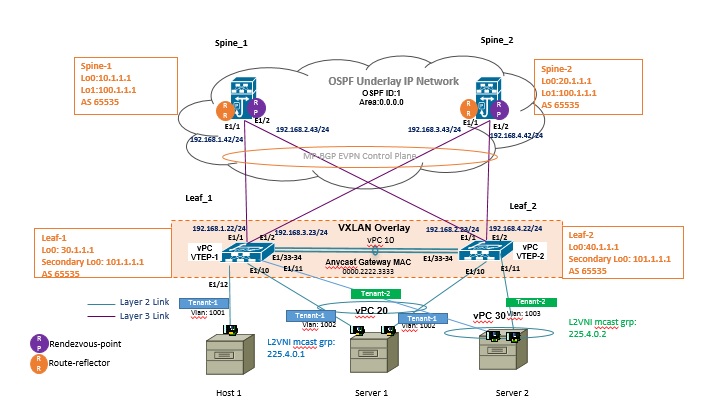 Spine_1
Spine_2
Spine-1
Lo0:10.1.1.1
Lo1:100.1.1.1
AS 65535
Spine-2
Lo0:20.1.1.1
Lo1:100.1.1.1
AS 65535
OSPF Underlay IP Network
OSPF ID:1
Area:0.0.0.0
R R
R P
R R
R P
E1/1
E1/2
E1/1
E1/2
192.168.1.42/24
192.168.2.43/24
192.168.3.43/24
192.168.4.42/24
MP-BGP EVPN Control Plane
Leaf_1
Leaf_2
Leaf-1
Lo0: 30.1.1.1
Secondary Lo0: 101.1.1.1
AS 65535
Leaf-2
Lo0:40.1.1.1
Secondary Lo0: 101.1.1.1
AS 65535
192.168.1.22/24
192.168.3.23/24
VXLAN Overlay
192.168.2.23/24
192.168.4.22/24
E1/1
E1/2
vPC 10
E1/1
E1/2
vPC
VTEP-1
vPC
VTEP-2
E1/33-34
Anycast Gateway MAC
0000.2222.3333
E1/33-34
E1/10
E1/11
E1/10
E1/11
E1/12
Layer 2 Link
Layer 3 Link
Tenant-1
Vlan: 1001
Tenant-2
vPC 20
Tenant-1
Vlan: 1002
Tenant-1
Vlan: 1002
vPC 30
Tenant-2
Vlan: 1003
L2VNI mcast grp:
225.4.0.1
L2VNI mcast grp:
225.4.0.2
R P
Rendezvous-point
R R
Route-reflector
Host 1
Server 1
Server 2